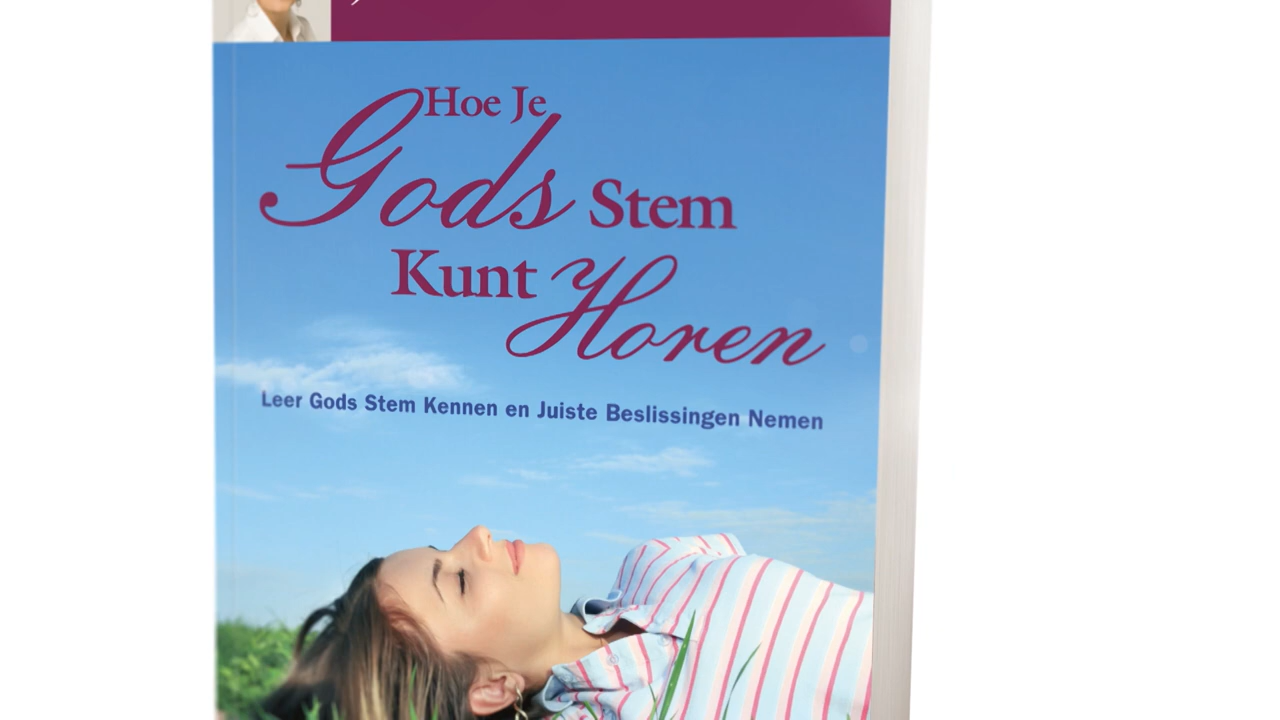 Hoe Je
Gods Stem
Kunt Horen
Leer Gods Stem Kennen en Juiste Beslissingen Nemen